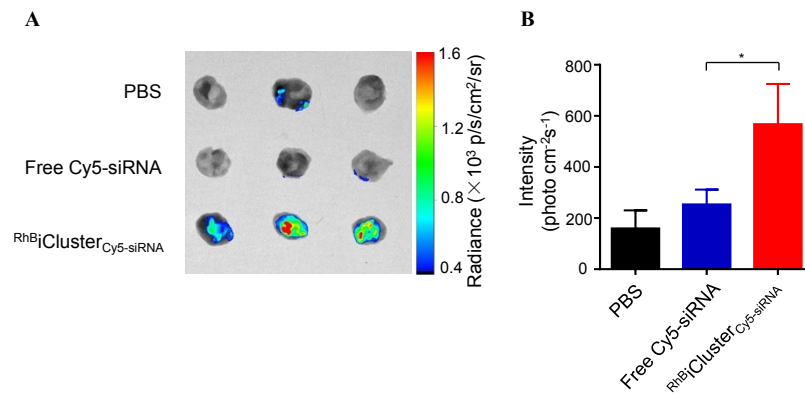 A
B
PBS
Free Cy5-siRNA
RhBiClusterCy5-siRNA
1.6
1.2
0.8
0.4
Radiance (×10³ p/s/cm²/sr)
*
800
600
400
200
0
Intensity
(photo cm⁻²s⁻¹)
PBS
Free Cy5-siRNA
RhBiClusterCy5-siRNA